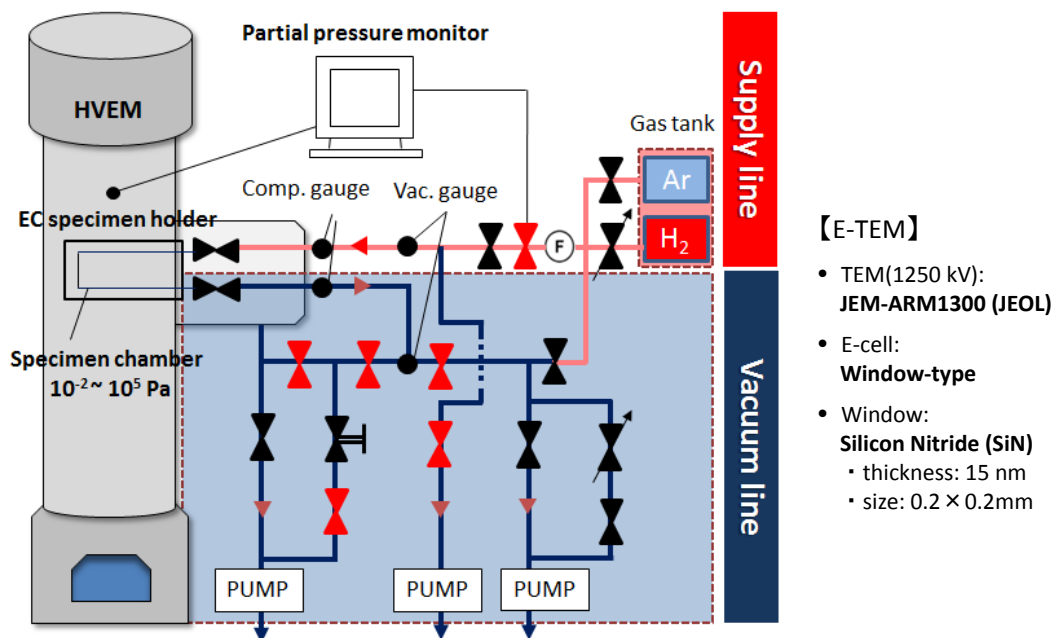 Partial pressure monitor
HVEM
Gas tank
Supply line
Comp. gauge
Vac. gauge
Ar
EC specimen holder
F
H₂
Specimen chamber
10⁻² ~ 10⁵ Pa
Vacuum line
PUMP
PUMP
PUMP
【E-TEM】
• TEM(1250 kV):
JEM-ARM1300 (JEOL)
• E-cell:
Window-type
• Window:
Silicon Nitride (SiN)
・thickness: 15 nm
・size: 0.2×0.2mm